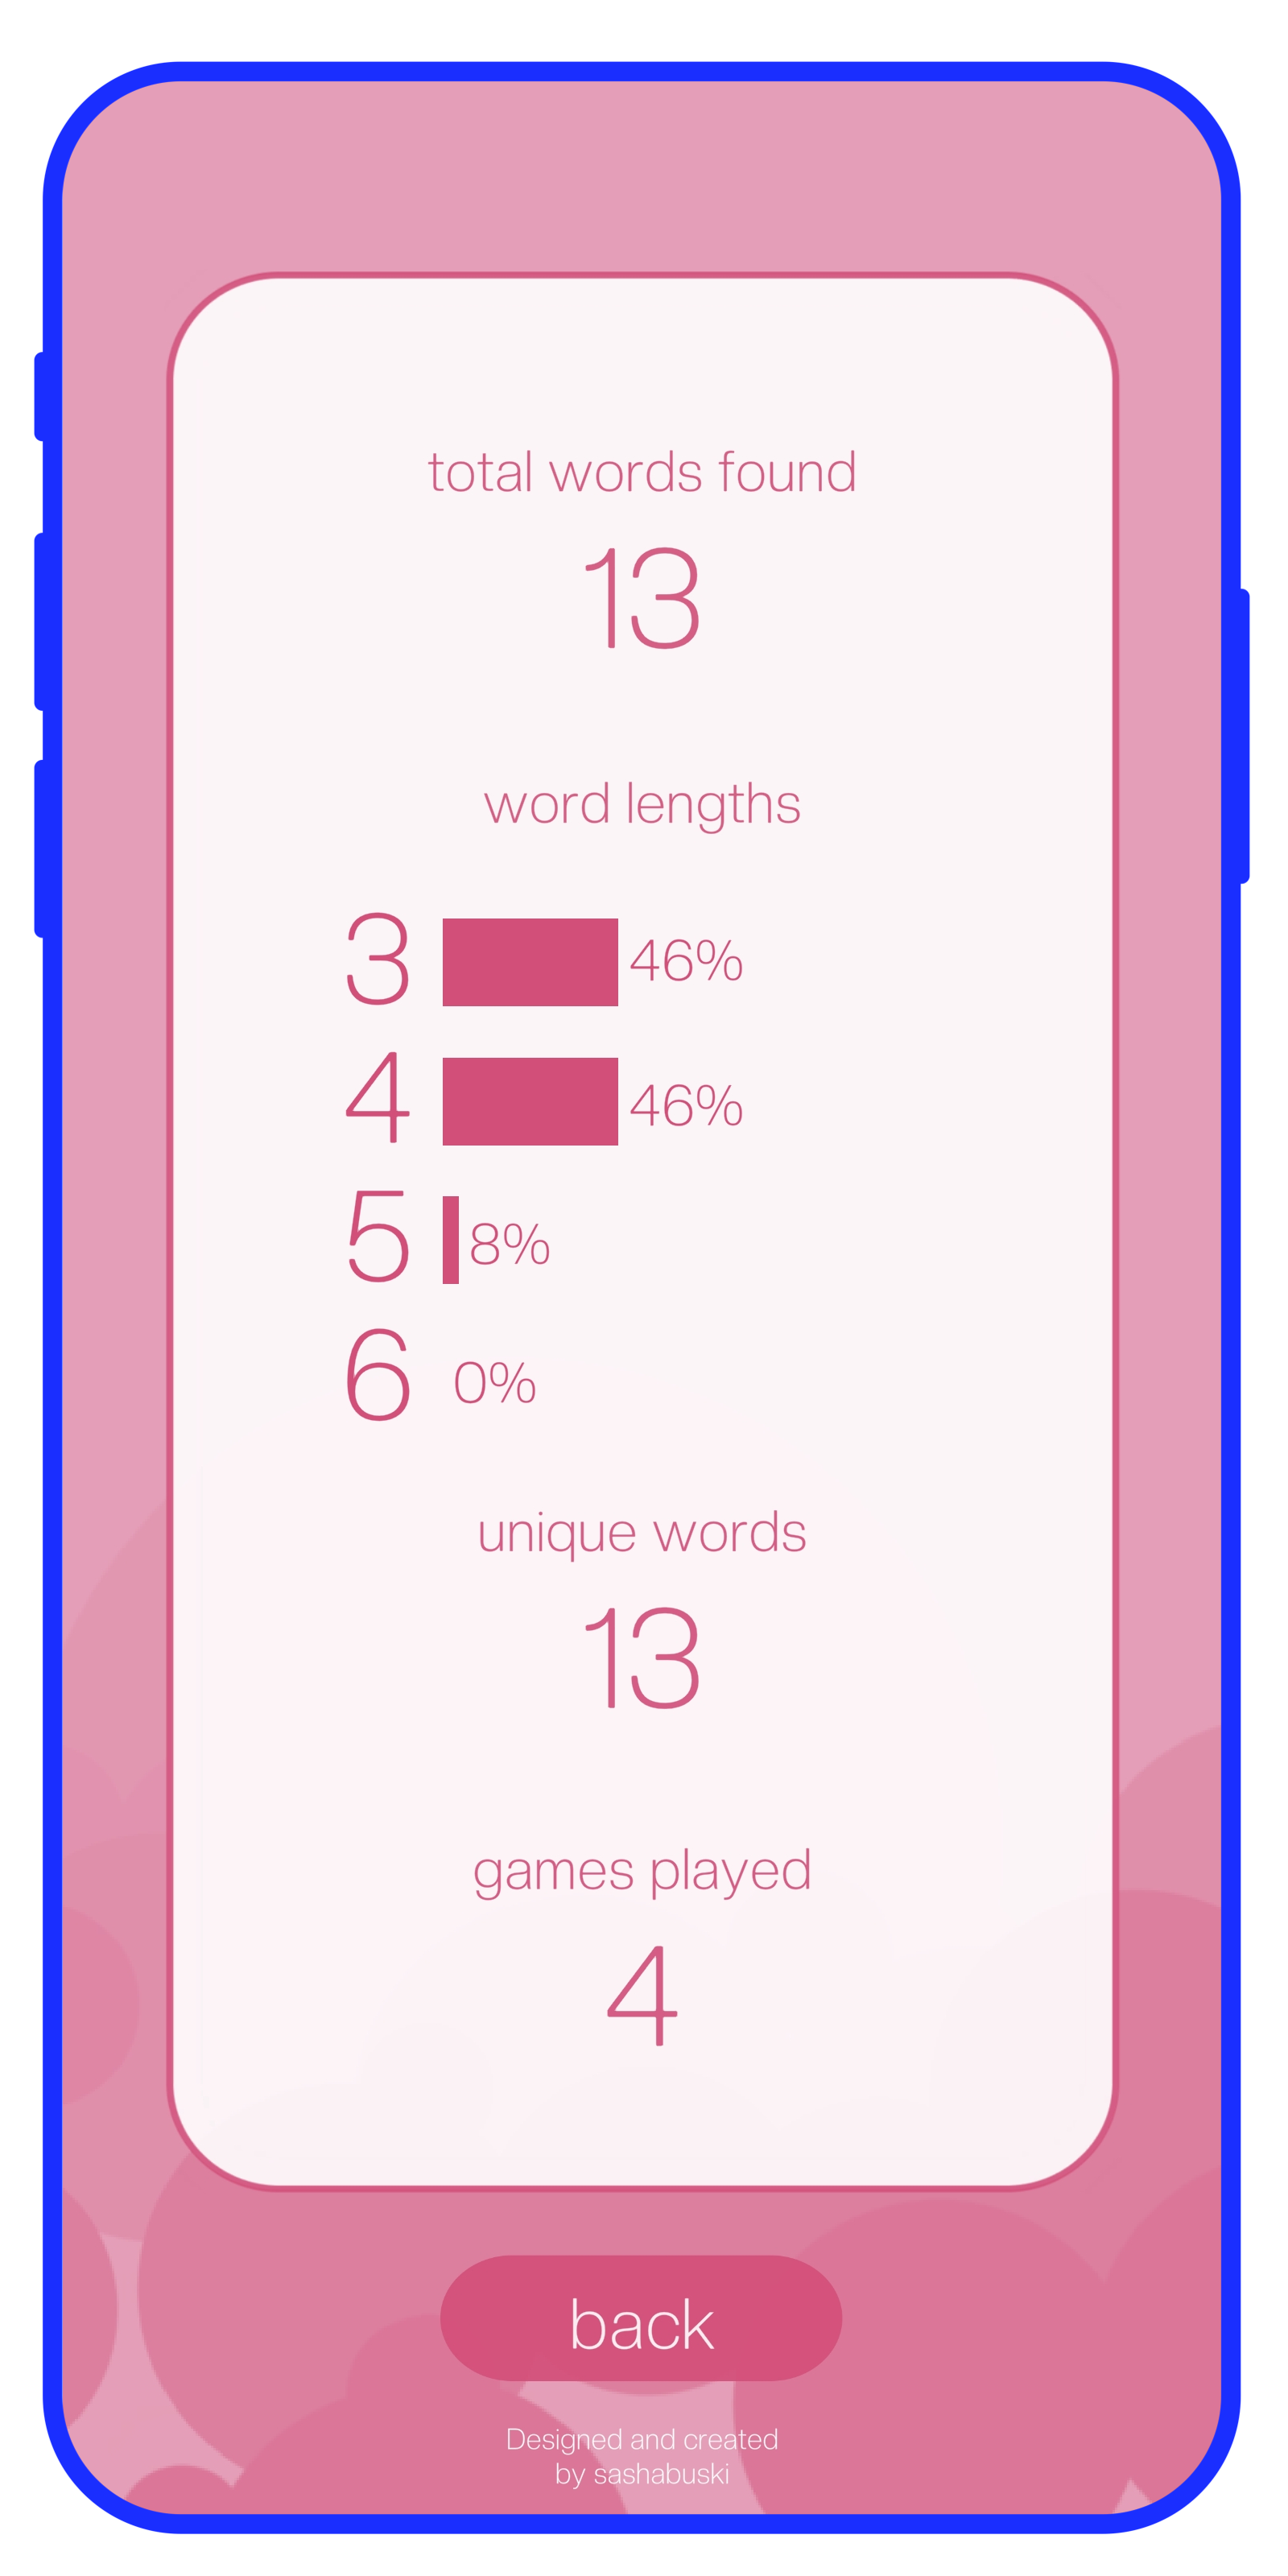 total words found
13
word lengths
3 46%
4 46%
5 8%
6 0%
unique words
13
games played
4
back
Designed and created
by sashabuski